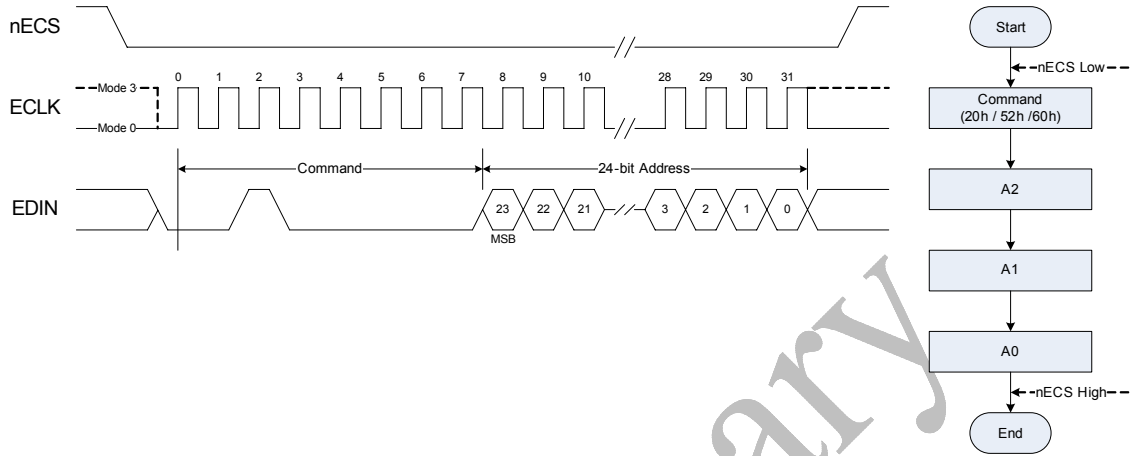 nECS
ECLK
Mode 3
Mode 0
0 1 2 3 4 5 6 7 8 9 10 28 29 30 31
Command
24-bit Address
EDIN
23 22 21 3 2 1 0
MSB
Start
nECS Low
Command
(20h / 52h /60h)
A2
A1
A0
nECS High
End
ary